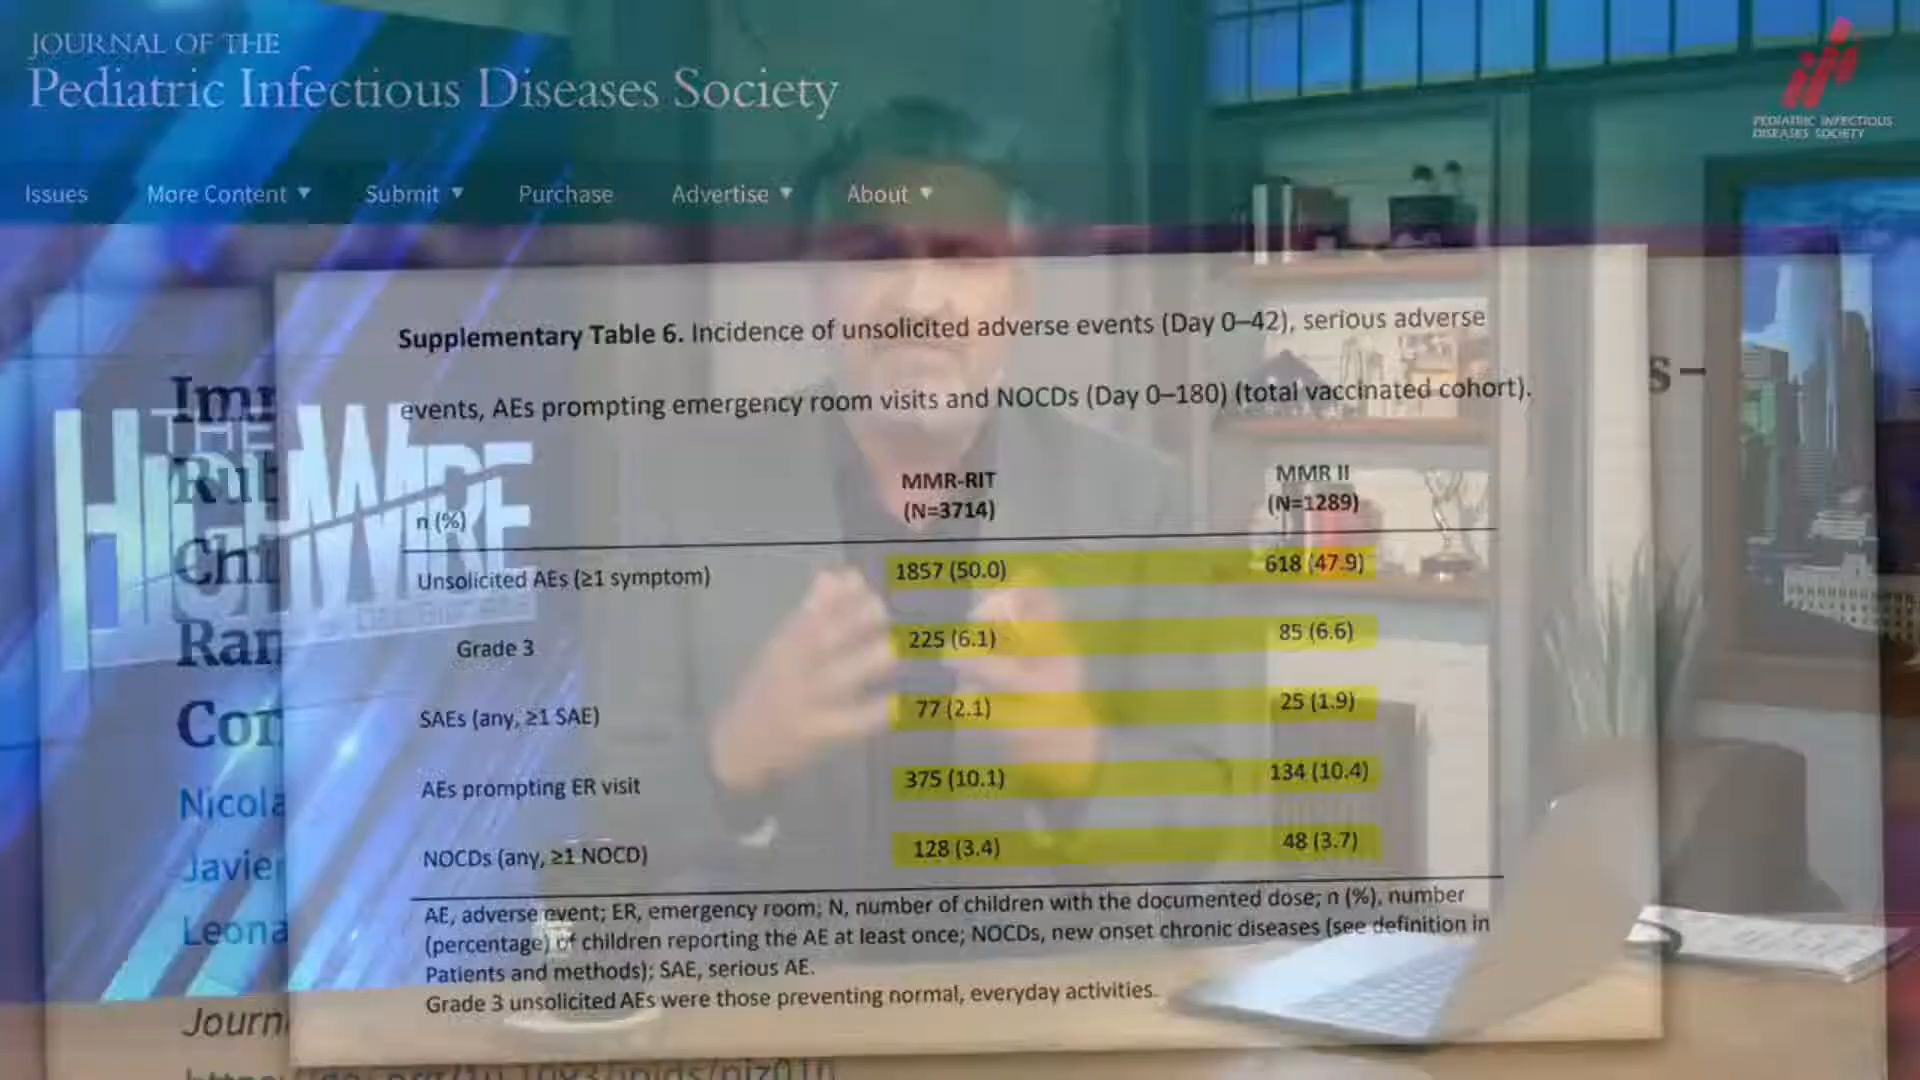 JOURNAL OF THE
Pediatric Infectious Diseases Society
PEDIATRIC INFECTIOUS
DISEASES SOCIETY
Issues More Content Submit Purchase Advertise About
Supplementary Table 6. Incidence of unsolicited adverse events (Day 0–42), serious adverse
events, AEs prompting emergency room visits and NOCDs (Day 0–180) (total vaccinated cohort).
THE
HIGHWIRE
n (%)
MMR-RIT
(N=3714)
MMR II
(N=1289)
Unsolicited AEs (≥1 symptom) 1857 (50.0) 618 (47.9)
Grade 3 225 (6.1) 85 (6.6)
SAEs (any, ≥1 SAE) 77 (2.1) 25 (1.9)
AEs prompting ER visit 375 (10.1) 134 (10.4)
NOCDs (any, ≥1 NOCD) 128 (3.4) 48 (3.7)
AE, adverse event; ER, emergency room; N, number of children with the documented dose; n (%), number
(percentage) of children reporting the AE at least once; NOCDs, new onset chronic diseases (see definition in
Patients and methods); SAE, serious AE.
Grade 3 unsolicited AEs were those preventing normal, everyday activities.
Nicola
Javier
Leona